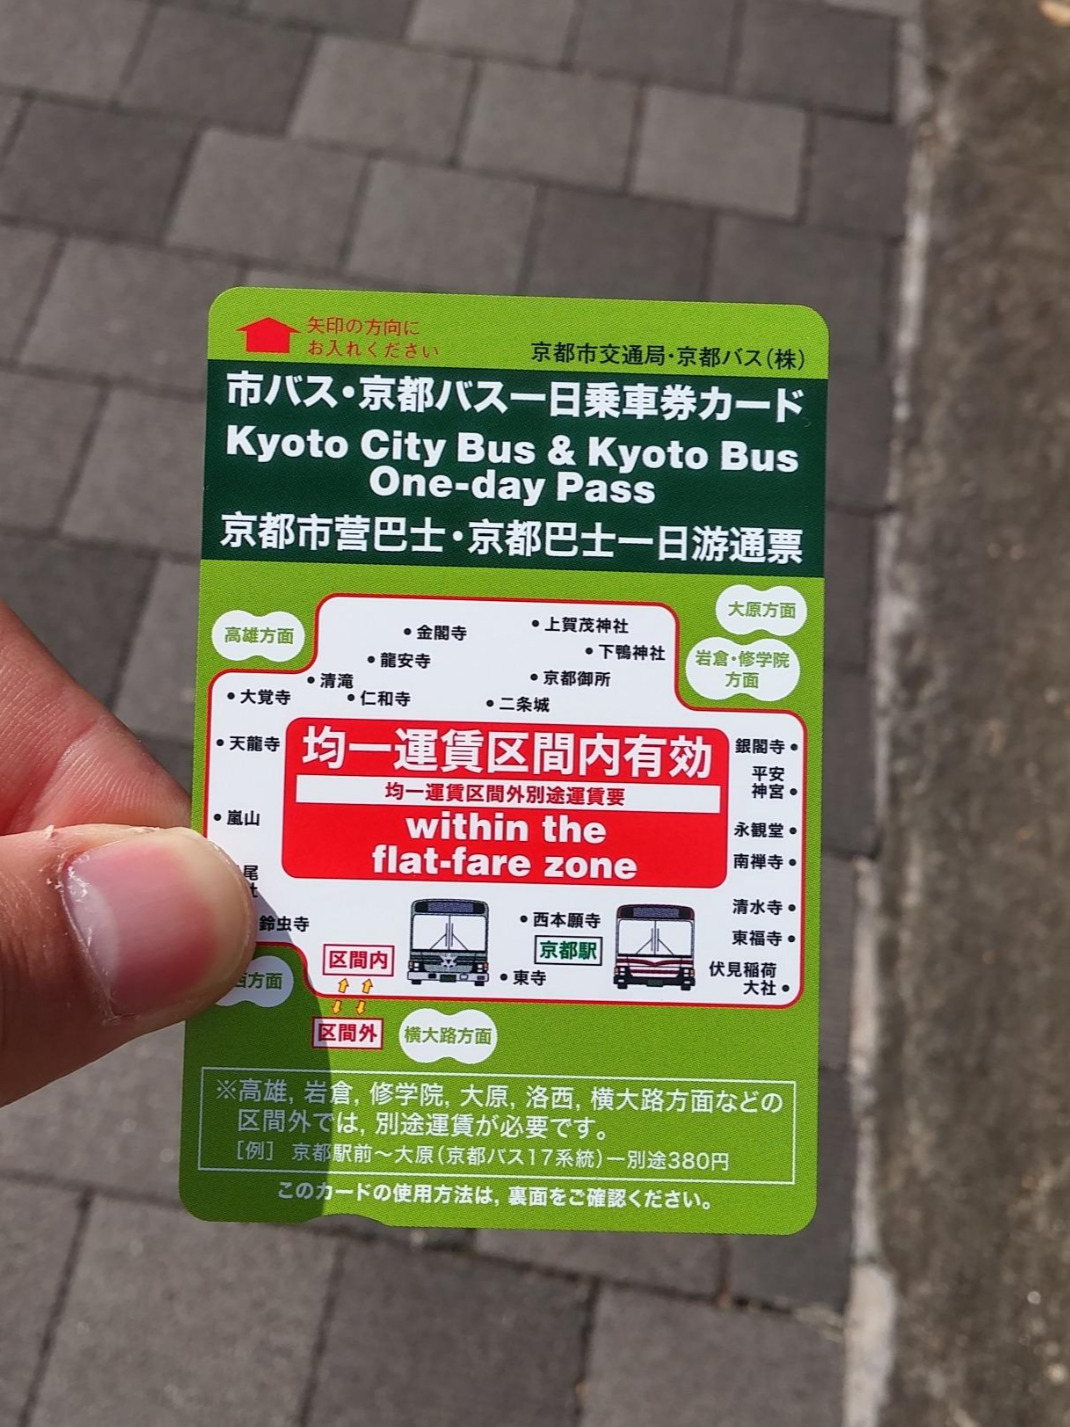 矢印の方向に
お入れください
京都市交通局・京都バス(株)
市バス・京都バス一日乗車券カード
Kyoto City Bus & Kyoto Bus
One-day Pass
京都市营巴士・京都巴士一日游通票
大原方面
高雄方面
岩倉・修学院
方面
・金閣寺
・上賀茂神社
・龍安寺
・下鴨神社
・清滝
・京都御所
・大覚寺
・仁和寺
・二条城
・天龍寺
銀閣寺・
平安
神宮・
・嵐山
永観堂・
南禅寺・
均一運賃区間内有効
均一運賃区間外別途運賃要
within the
flat-fare zone
尾
鈴虫寺
清水寺・
東福寺・
伏見稲荷
大社・
・西本願寺
京都駅
・東寺
区間内
区間外
西方面
横大路方面
※高雄, 岩倉, 修学院, 大原, 洛西, 横大路方面などの
区間外では, 別途運賃が必要です。
[例] 京都駅前〜大原(京都バス17系統)ー別途380円
このカードの使用方法は, 裏面をご確認ください。